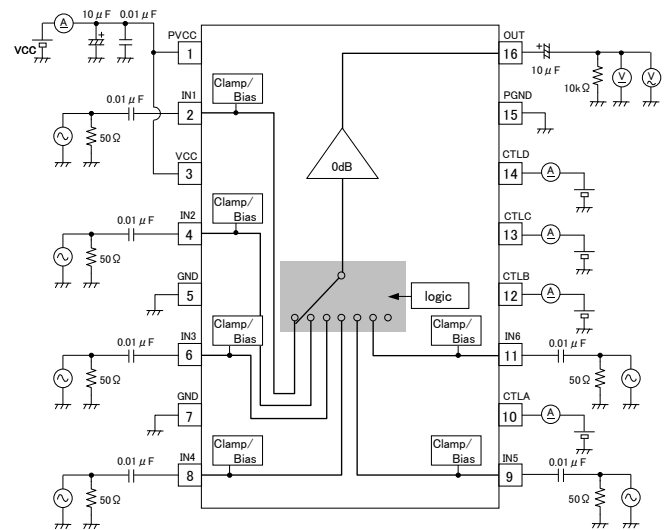 A
10μF
0.01μF
PVCC
1
VCC
OUT
16
10μF
10kΩ
V
V
Clamp/
Bias
0.01μF
IN1
2
50Ω
PGND
15
0dB
VCC
3
CTLD
14
A
Clamp/
Bias
0.01μF
IN2
4
50Ω
CTLC
13
A
GND
5
logic
CTLB
12
A
Clamp/
Bias
Clamp/
Bias
0.01μF
IN3
6
50Ω
IN6
11
0.01μF
50Ω
GND
7
CTLA
10
A
Clamp/
Bias
Clamp/
Bias
0.01μF
IN4
8
50Ω
IN5
9
0.01μF
50Ω